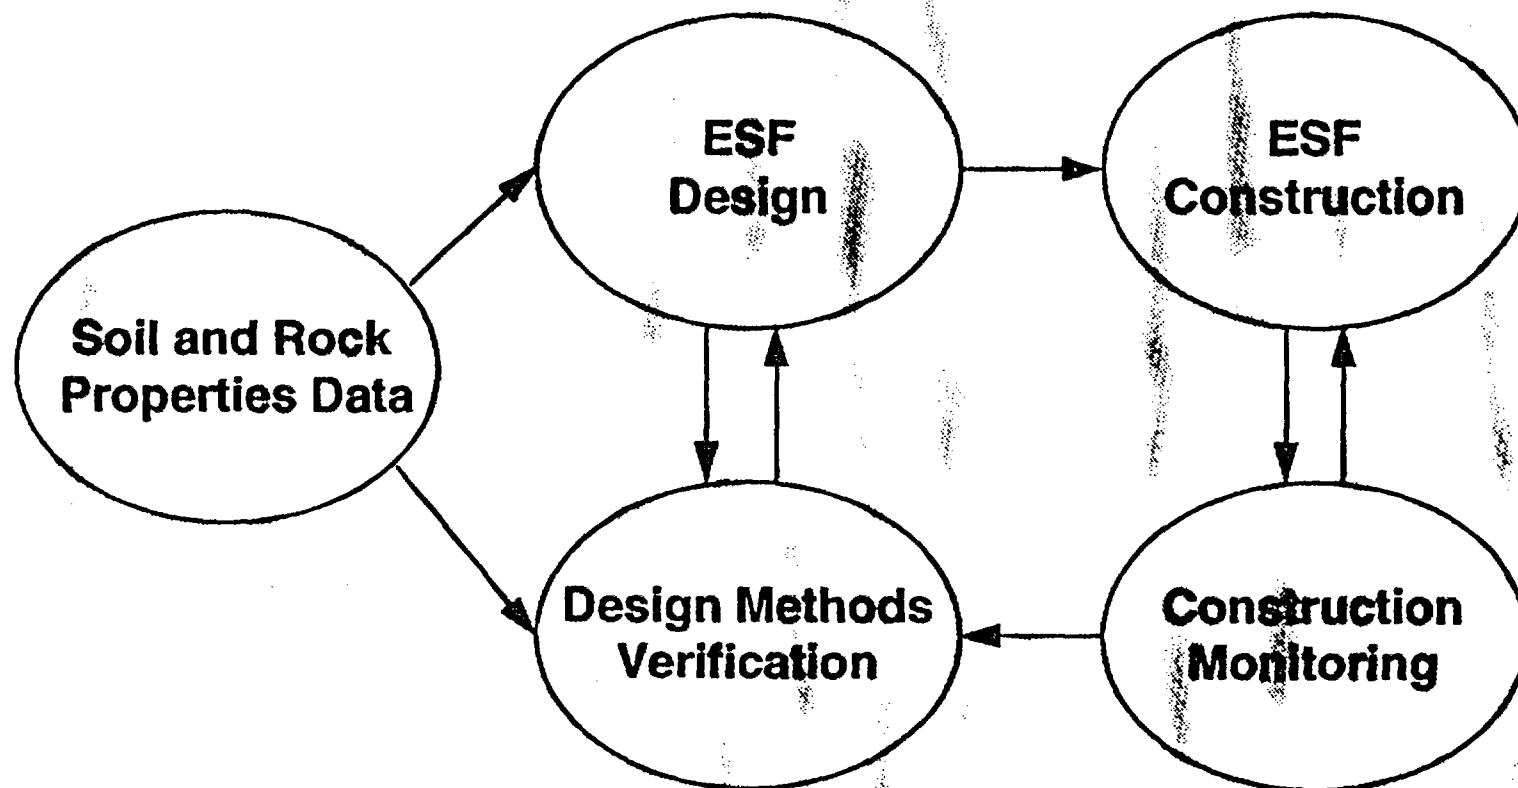 ESF
Design
ESF
Construction
Soil and Rock
Properties Data
Design Methods
Verification
Construction
Monitoring